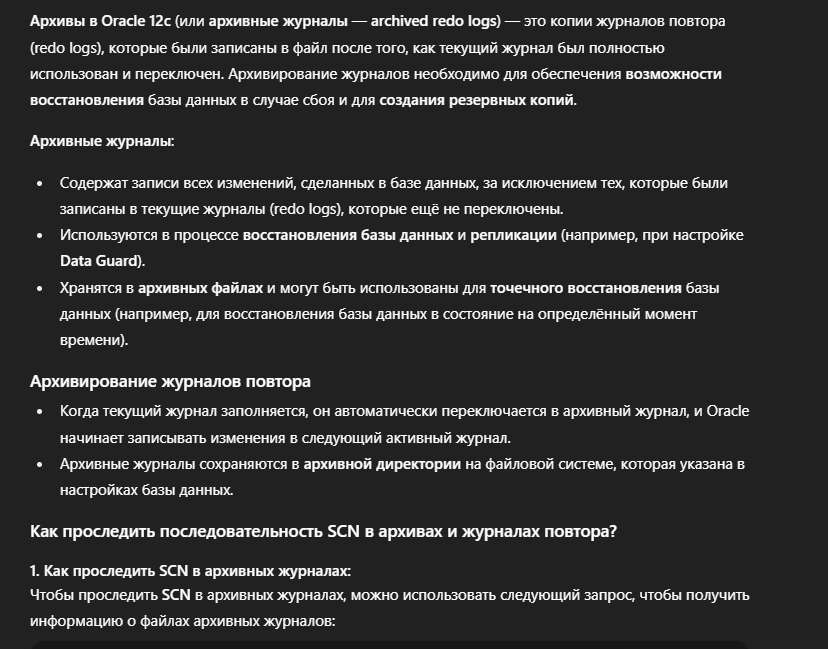 Архивы в Oracle 12c (или архивные журналы — archived redo logs) — это копии журналов повтора
(redo logs), которые были записаны в файл после того, как текущий журнал был полностью
использован и переключен. Архивирование журналов необходимо для обеспечения возможности
восстановления базы данных в случае сбоя и для создания резервных копий.
Архивные журналы:
• Содержат записи всех изменений, сделанных в базе данных, за исключением тех, которые были
записаны в текущие журналы (redo logs), которые ещё не переключены.
• Используются в процессе восстановления базы данных и репликации (например, при настройке
Data Guard).
• Хранятся в архивных файлах и могут быть использованы для точечного восстановления базы
данных (например, для восстановления базы данных в состояние на определённый момент
времени).
Архивирование журналов повтора
• Когда текущий журнал заполняется, он автоматически переключается в архивный журнал, и Oracle
начинает записывать изменения в следующий активный журнал.
• Архивные журналы сохраняются в архивной директории на файловой системе, которая указана в
настройках базы данных.
Как проследить последовательность SCN в архивах и журналах повтора?
1. Как проследить SCN в архивных журналах:
Чтобы проследить SCN в архивных журналах, можно использовать следующий запрос, чтобы получить
информацию о файлах архивных журналов: